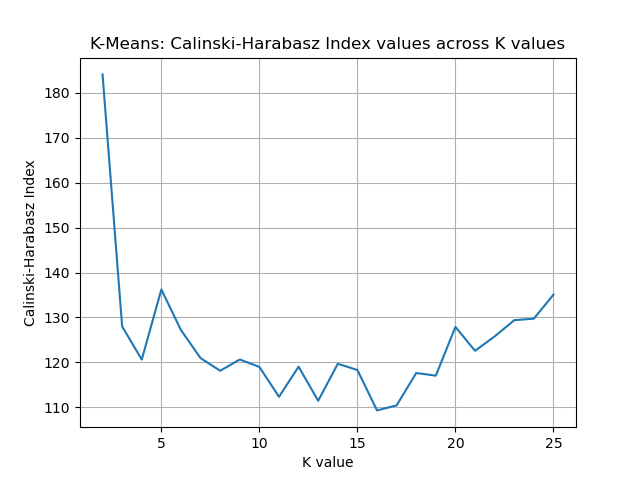 K-Means: Calinski-Harabasz Index values across K values
180
170
160
150
140
130
120
110
Calinski-Harabasz Index
5 10 15 20 25
K value